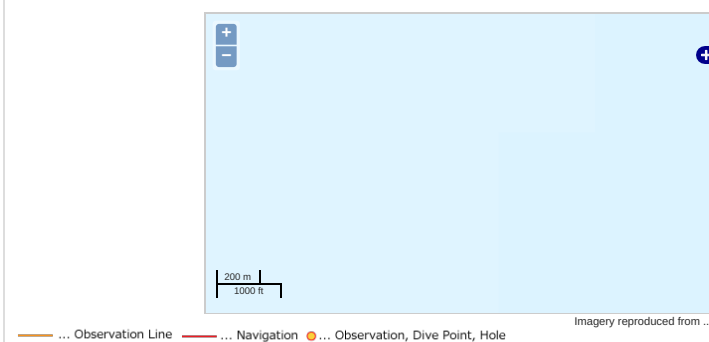 +
−
200 m
1000 ft
Imagery reproduced from ..
... Observation Line ... Navigation ... Observation, Dive Point, Hole